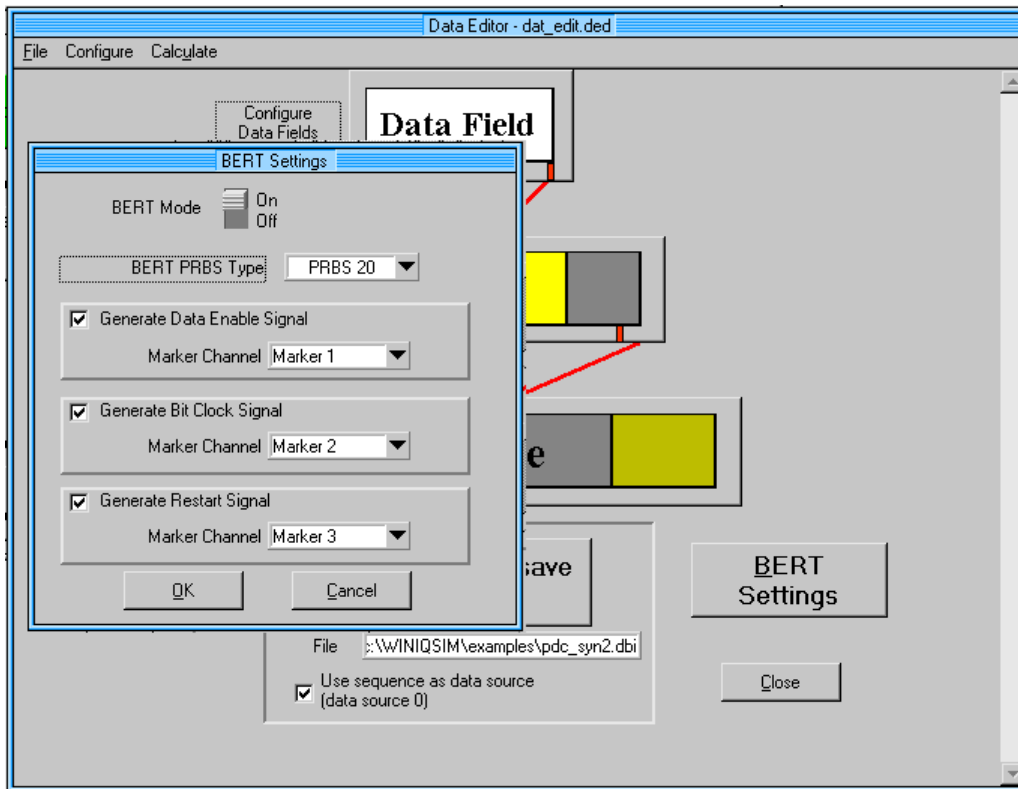 Data Editor - dat_edit.ded
File Configure Calculate
Configure
Data Fields
Data Field
BERT Settings
BERT Mode
On
Off
BERT PRBS Type
PRBS 20
Generate Data Enable Signal
Marker Channel Marker 1
Generate Bit Clock Signal
Marker Channel Marker 2
Generate Restart Signal
Marker Channel Marker 3
OK
Cancel
e
save
BERT
Settings
File :\WINIQSIM\examples\pdc_syn2.dbi
Use sequence as data source
(data source 0)
Close